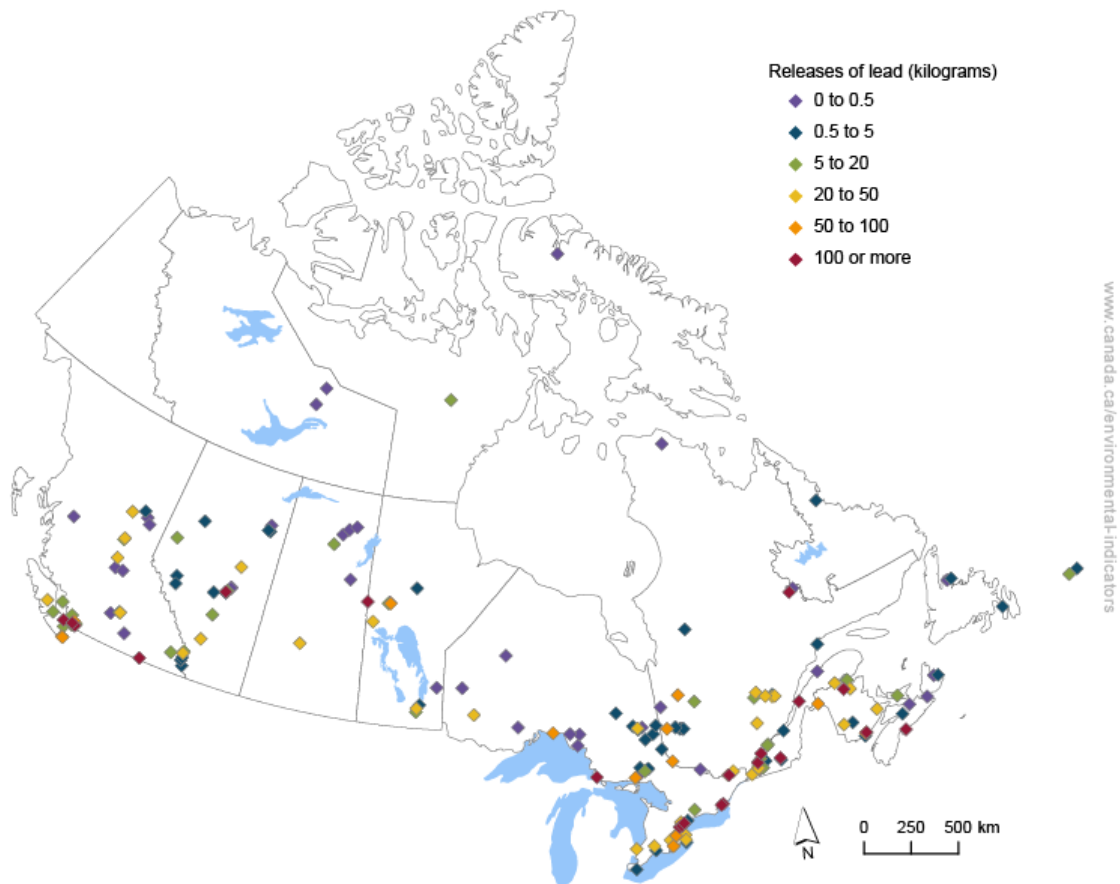 Releases of lead (kilograms)
0 to 0.5
0.5 to 5
5 to 20
20 to 50
50 to 100
100 or more
www.canada.ca/environmental-indicators
N
0 250 500 km